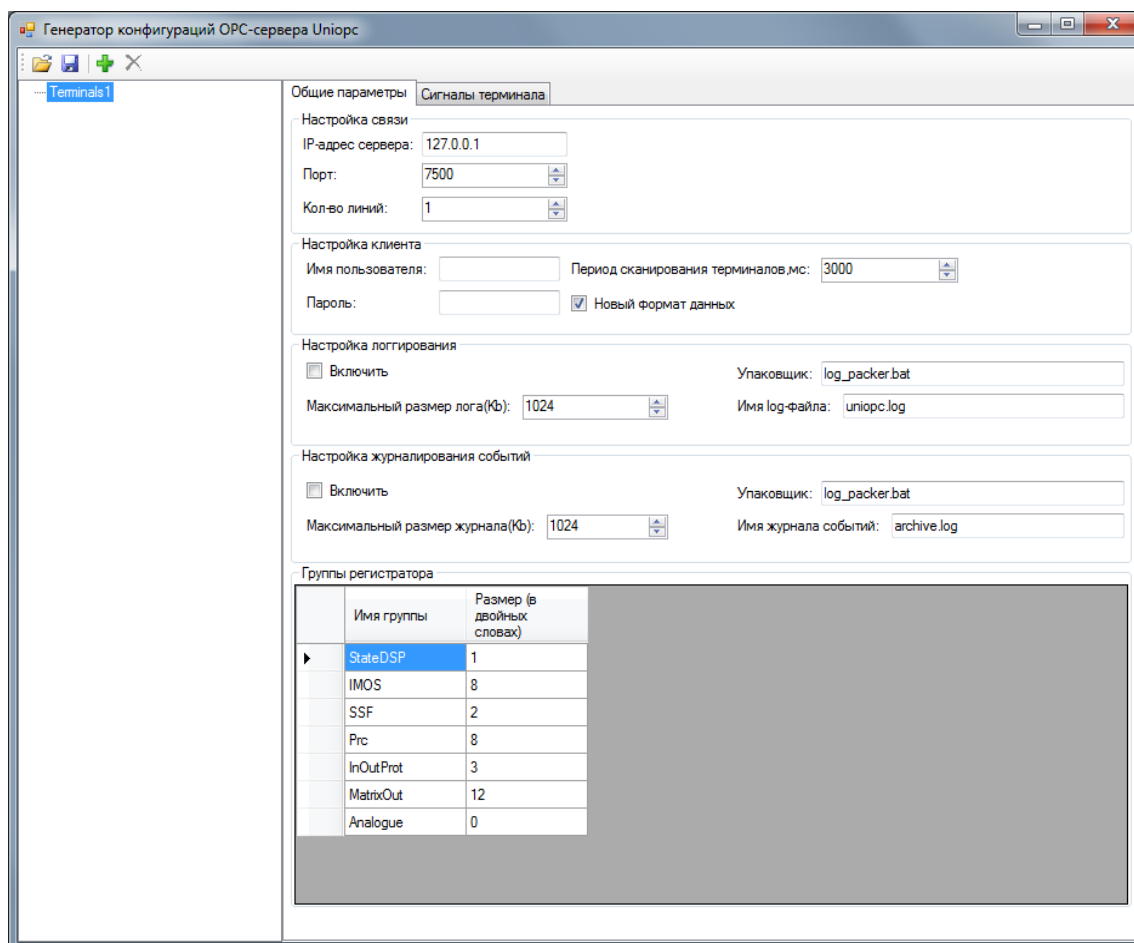 Генератор конфигураций OPC-сервера Uniopc
Terminals1
Общие параметры Сигналы терминала
Настройка связи
IP-адрес сервера: 127.0.0.1
Порт: 7500
Кол-во линий: 1
Настройка клиента
Имя пользователя: Период сканирования терминалов,мс: 3000
Пароль: Новый формат данных
Настройка логгирования
Включить Упаковщик: log_packer.bat
Максимальный размер лога(Kb): 1024 Имя log-файла: uniopc.log
Настройка журналирования событий
Включить Упаковщик: log_packer.bat
Максимальный размер журнала(Kb): 1024 Имя журнала событий: archive.log
Группы регистратора
Имя группы Размер (в
двойных
словах)
StateDSP 1
IMOS 8
SSF 2
Prc 8
InOutProt 3
MatrixOut 12
Analogue 0